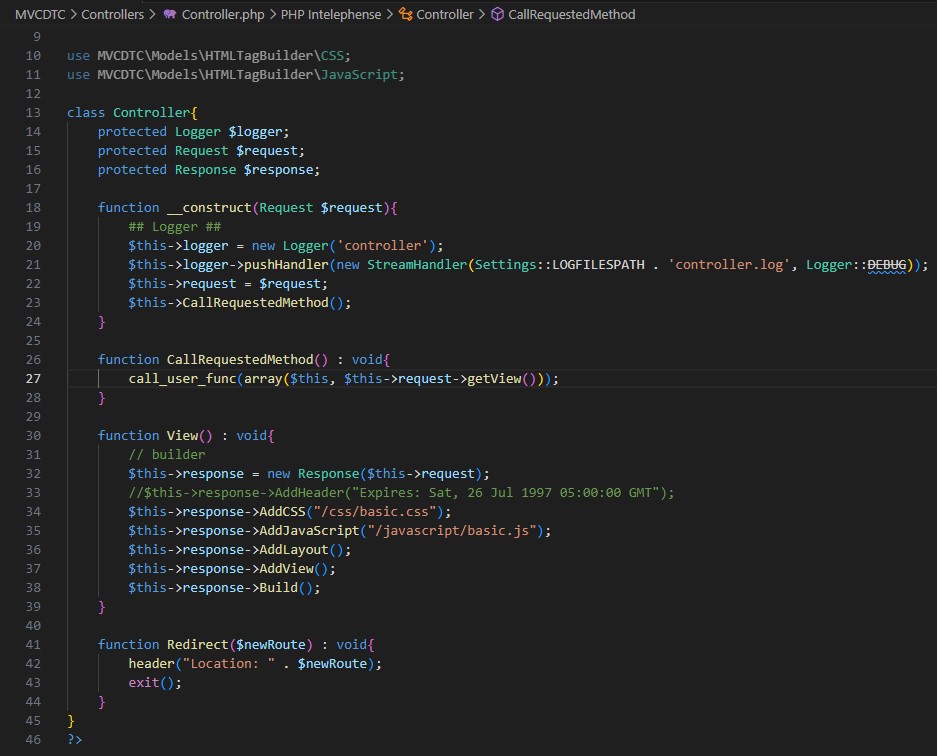 MVCDTC > Controllers > Controller.php > PHP Intelephense > Controller > CallRequestedMethod
9
10 use MVCDTC\Models\HTMLTagBuilder\CSS;
11 use MVCDTC\Models\HTMLTagBuilder\JavaScript;
12
13 class Controller{
14     protected Logger $logger;
15     protected Request $request;
16     protected Response $response;
17
18     function __construct(Request $request){
19         ## Logger ##
20         $this->logger = new Logger('controller');
21         $this->logger->pushHandler(new StreamHandler(Settings::LOGFILESPATH . 'controller.log', Logger::DEBUG));
22         $this->request = $request;
23         $this->CallRequestedMethod();
24     }
25
26     function CallRequestedMethod() : void{
27         call_user_func(array($this, $this->request->getView()));
28     }
29
30     function View() : void{
31         // builder
32         $this->response = new Response($this->request);
33         //$this->response->AddHeader("Expires: Sat, 26 Jul 1997 05:00:00 GMT");
34         $this->response->AddCSS("/css/basic.css");
35         $this->response->AddJavaScript("/javascript/basic.js");
36         $this->response->AddLayout();
37         $this->response->AddView();
38         $this->response->Build();
39     }
40
41     function Redirect($newRoute) : void{
42         header("Location: " . $newRoute);
43         exit();
44     }
45 }
46 ?>